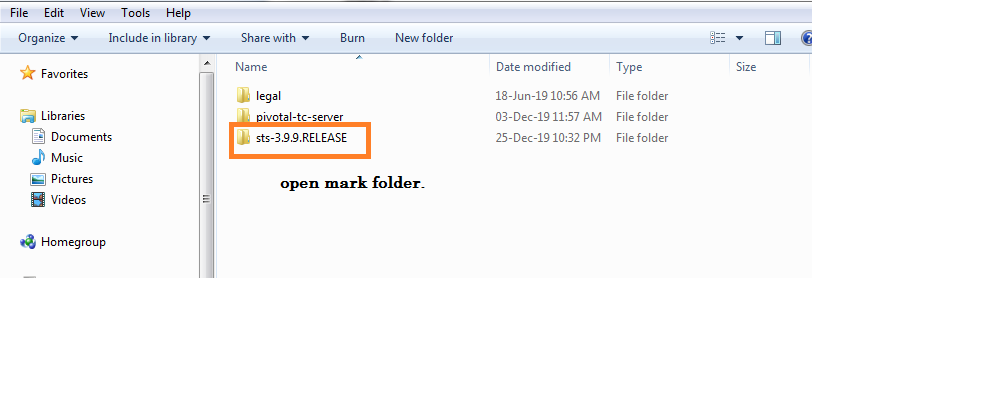 File Edit View Tools Help
Organize Include in library Share with Burn New folder
Name Date modified Type Size
Favorites
legal 18-Jun-19 10:56 AM File folder
Libraries pivotal-tc-server 03-Dec-19 11:57 AM File folder
Documents sts-3.9.9.RELEASE 25-Dec-19 10:32 PM File folder
Music
Pictures open mark folder.
Videos
Homegroup